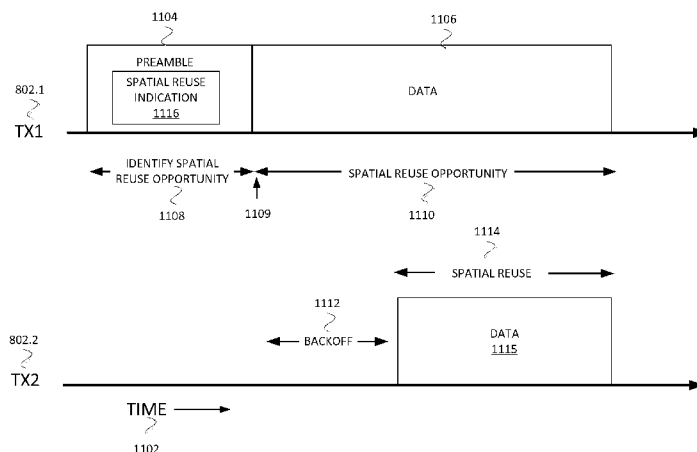 1104
1106
PREAMBLE
SPATIAL REUSE
INDICATION
1116
DATA
802.1
TX1
IDENTIFY SPATIAL
REUSE OPPORTUNITY
1108
1109
SPATIAL REUSE OPPORTUNITY
1110
1114
SPATIAL REUSE
1112
BACKOFF
DATA
1115
802.2
TX2
TIME
1102